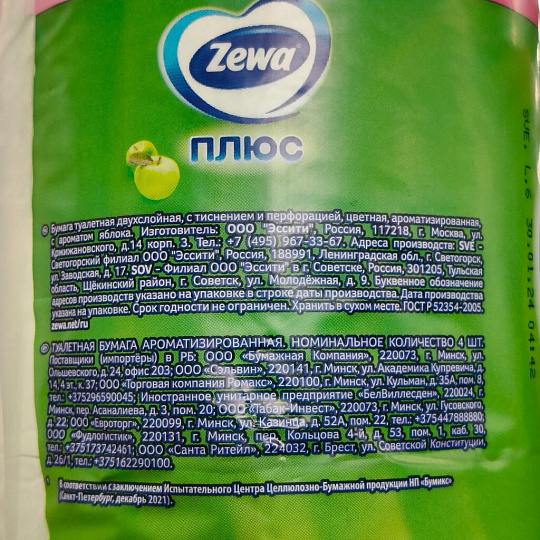 Zewa
ПЛЮС
Бумага туалетная двухслойная, с тиснением и перфорацией, цветная, ароматизированная,
с ароматом яблока. Изготовитель: ООО "Эссити", Россия, 117218, г. Москва, ул.
Кржижановского, д.14 корп. 3. Тел.: +7 (495) 967-33-67. Адреса производств: SVE –
Светогорский филиал ООО "Эссити", Россия, 188991, Ленинградская обл., г. Светогорск,
ул. Заводская, д. 17. SOV – Филиал ООО "Эссити" в г. Советске, Россия, 301205, Тульская
область, Щёкинский район, г. Советск, ул. Молодёжная, д. 9. Буквенное обозначение
адресов производств указано на упаковке в строке даты производства. Дата производства
указана на упаковке. Срок годности не ограничен. Хранить в сухом месте. ГОСТ Р 52354-2005.
zewa.net/ru
ТУАЛЕТНАЯ БУМАГА АРОМАТИЗИРОВАННАЯ. НОМИНАЛЬНОЕ КОЛИЧЕСТВО 4 ШТ.
Поставщики (импортёры) в РБ: ООО «Бумажная Компания», 220073, г. Минск, ул.
Ольшевского, д. 24, офис 203; ООО «Сэльвин», 220141, г. Минск, ул. Академика Купревича, д.
14, 4 эт., к. 37; ООО «Торговая компания Ромакс», 220100, г. Минск, ул. Кульман, д. 35А, пом. 8,
тел.: +375296590045; Иностранное унитарное предприятие «БелВиллесден», 220024, г.
Минск, пер. Асаналиева, д. 3, пом. 20; ООО «Табак-Инвест», 220073, г. Минск, ул. Гусовского,
д. 22; ООО «Евроторг», 220099, г. Минск, ул. Казинца, д. 52А, пом. 22, тел.: +375447888880;
ООО «Фудлогистик», 220131, г. Минск, пер. Кольцова 4-й, д. 53, пом. 1, каб. 30,
тел.: +375173742461; ООО «Санта Ритейл», 224032, г. Брест, ул. Советской Конституции,
д. 26/1, тел.: +375162290100.
В соответствии с заключением Испытательного Центра Целлюлозно-Бумажной продукции НП «Бумикс»
(Санкт-Петербург, декабрь 2021).
SVE, L.6 30.01.24 04:42